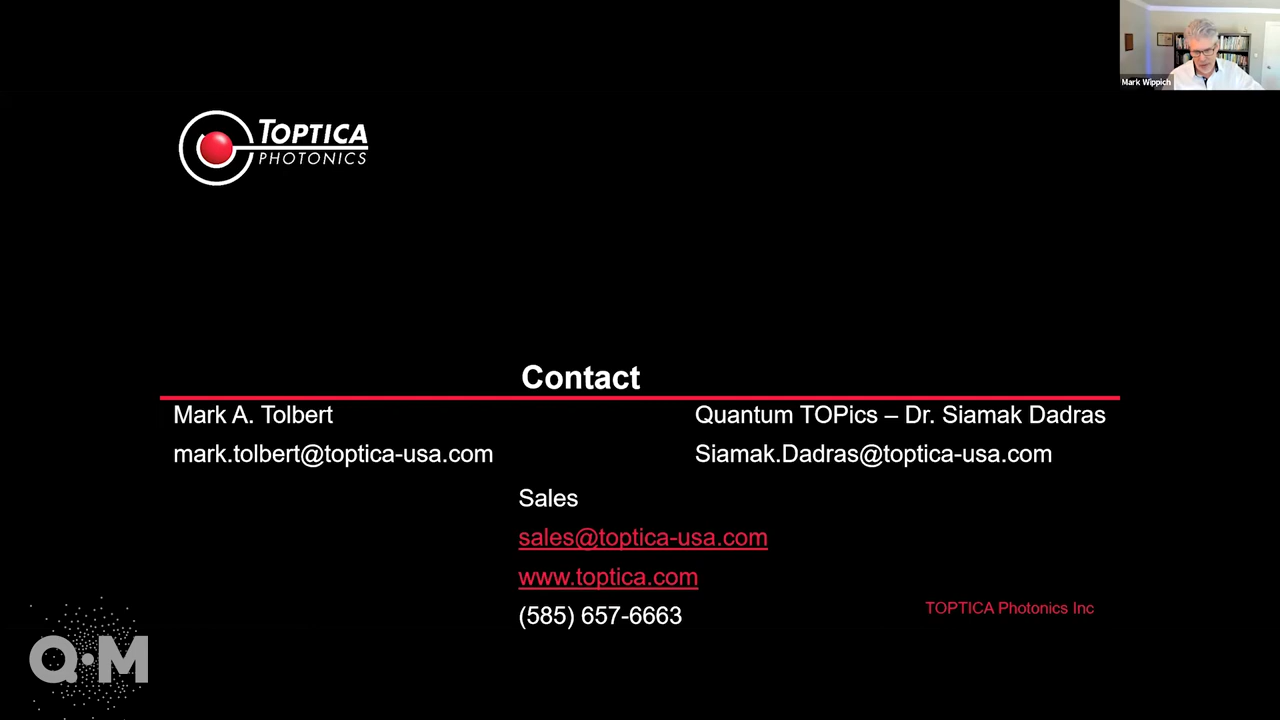 Mark Wippich
TOPTICA
PHOTONICS
Contact
Mark A. Tolbert
mark.tolbert@toptica-usa.com
Quantum TOPics – Dr. Siamak Dadras
Siamak.Dadras@toptica-usa.com
Sales
sales@toptica-usa.com
www.toptica.com
(585) 657-6663
TOPTICA Photonics Inc
Q·M